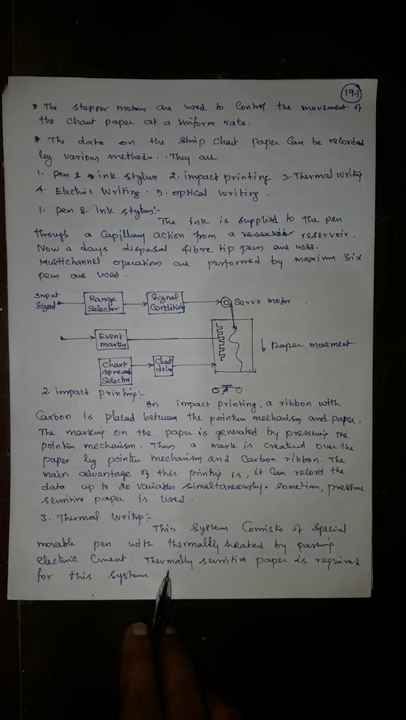 19.1
* The stepper motors are used to Control the movement of
the chart paper at a uniform rate.
* The data on the strip chart paper Can be recorded
by various methods. They are
1. pen & ink stylus 2. impact printing 3. Thermal Writing
4. Electric Writing 5. optical writing.
1. pen & Ink stylus:-
The ink is supplied to the pen
through a Capillary action from a reservoir.
Now a days disposal fibre tip pens are used.
Multichannel operations are performed by maximum six
pens are used.
Input Signal
Range Selector
Signal Condition
Servo motor
Event marker
Chart speed Selector
Chart drive
↓ paper movement
2 impact printing:-
In impact printing, a ribbon with
Carbon is placed between the pointer mechanism and paper.
The marking on the paper is generated by pressing the
pointer mechanism. Thus a mark is created over the
paper by pointer mechanism and Carbon ribbon. The
main advantage of this printing is, it Can record the
data up to 20 variables simultaneously. Sometimes, pressure
sensitive paper is used.
3. Thermal Writing:-
This System Consists of Special
movable pen with thermally heated by passing
electric Current. Thermally sensitive paper is required
for this system.